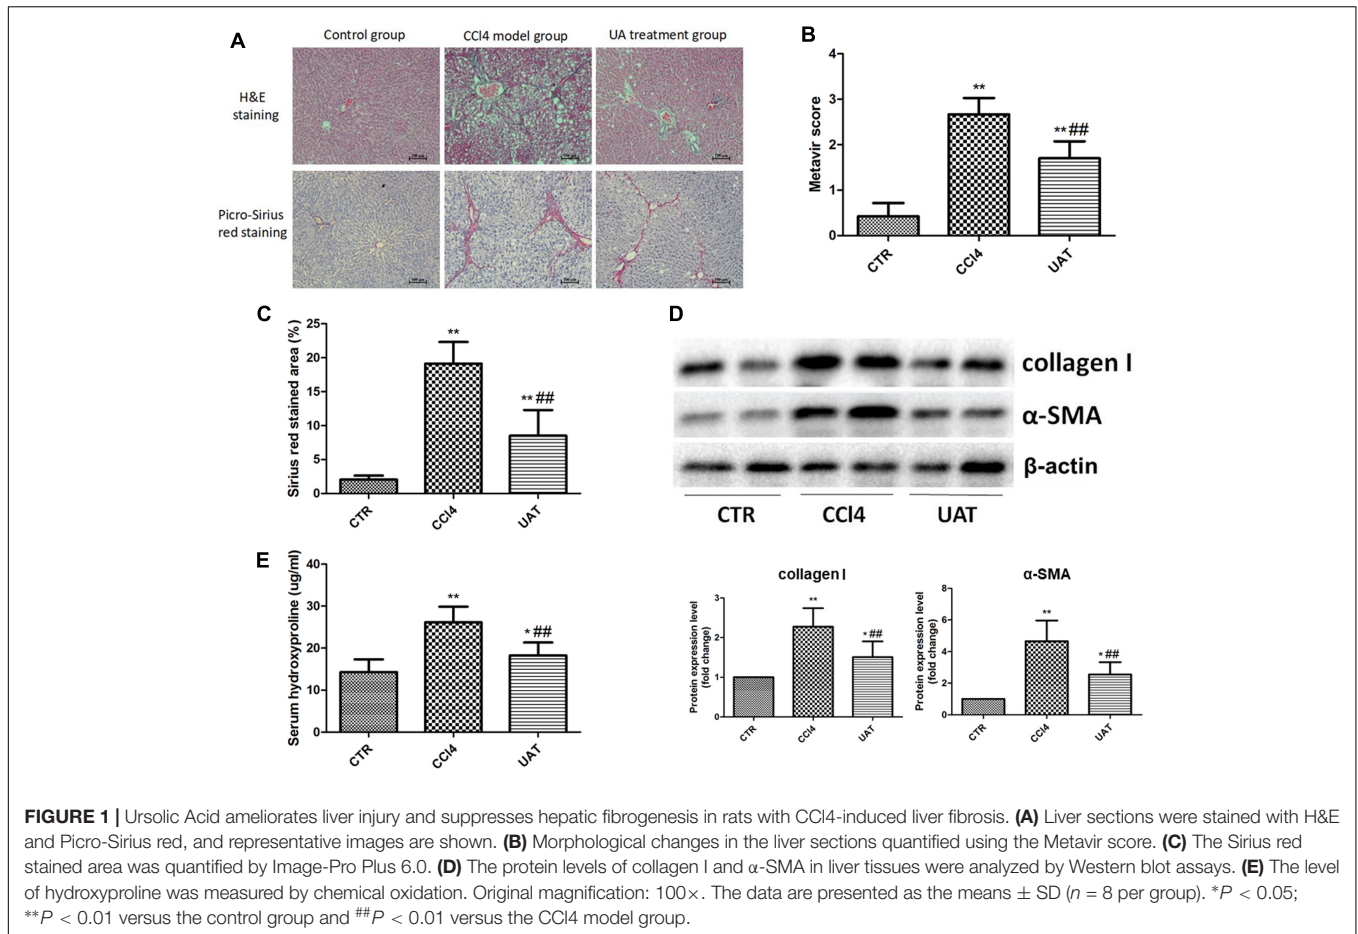 A
Control group
CCl4 model group
UA treatment group
H&E
staining
Picro-Sirius
red staining
B
Metavir score
4
3
2
1
0
**
** ##
CTR
CCl4
UAT
C
Sirius red stained area (%)
25
20
15
10
5
0
**
** ##
CTR
CCl4
UAT
D
collagen I
α-SMA
β-actin
CTR
CCl4
UAT
E
Serum hydroxyproline (ug/ml)
40
30
20
10
0
**
* ##
CTR
CCl4
UAT
collagen I
Protein expression level
(fold change)
3
2
1
0
**
* ##
CTR
CCl4
UAT
α-SMA
Protein expression level
(fold change)
8
6
4
2
0
**
* ##
CTR
CCl4
UAT
FIGURE 1 | Ursolic Acid ameliorates liver injury and suppresses hepatic fibrogenesis in rats with CCl4-induced liver fibrosis. (A) Liver sections were stained with H&E
and Picro-Sirius red, and representative images are shown. (B) Morphological changes in the liver sections quantified using the Metavir score. (C) The Sirius red
stained area was quantified by Image-Pro Plus 6.0. (D) The protein levels of collagen I and α-SMA in liver tissues were analyzed by Western blot assays. (E) The level
of hydroxyproline was measured by chemical oxidation. Original magnification: 100×. The data are presented as the means ± SD (n = 8 per group). *P < 0.05;
**P < 0.01 versus the control group and ##P < 0.01 versus the CCl4 model group.